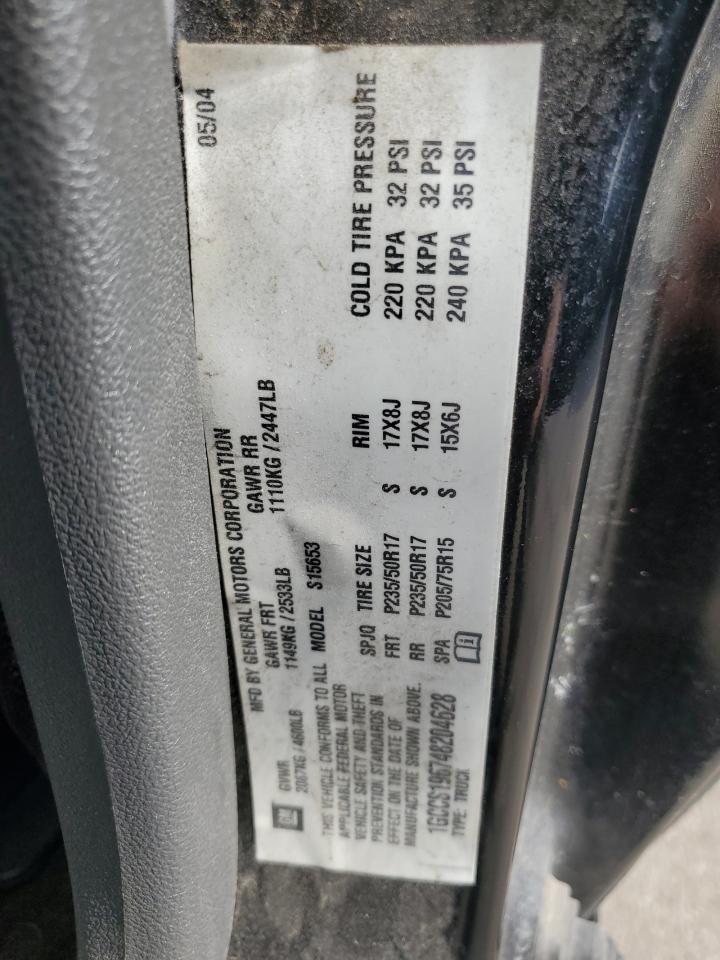 MFD BY GENERAL MOTORS CORPORATION 05/04
GM GVWR GAWR FRT GAWR RR
2087KG/4600LB 1149KG/2533LB 1110KG/2447LB
THIS VEHICLE CONFORMS TO ALL MODEL S15653
APPLICABLE FEDERAL MOTOR
VEHICLE SAFETY AND THEFT
PREVENTION STANDARDS IN
EFFECT ON THE DATE OF
MANUFACTURE SHOWN ABOVE.
1GCCS196748204628
TYPE: TRUCK
SPJQ TIRE SIZE RIM COLD TIRE PRESSURE
FRT P235/50R17 S 17X8J 220 KPA 32 PSI
RR P235/50R17 S 17X8J 220 KPA 32 PSI
SPA P205/75R15 S 15X6J 240 KPA 35 PSI